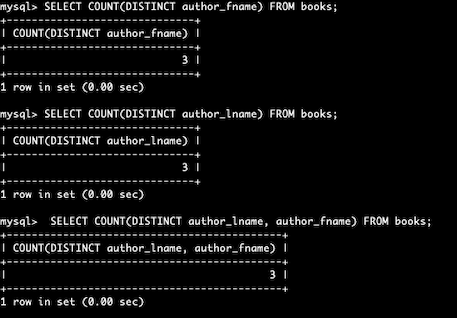 mysql> SELECT COUNT(DISTINCT author_fname) FROM books;
+------------------------------+
| COUNT(DISTINCT author_fname) |
+------------------------------+
|                            3 |
+------------------------------+
1 row in set (0.00 sec)

mysql> SELECT COUNT(DISTINCT author_lname) FROM books;
+------------------------------+
| COUNT(DISTINCT author_lname) |
+------------------------------+
|                            3 |
+------------------------------+
1 row in set (0.00 sec)

mysql>  SELECT COUNT(DISTINCT author_lname, author_fname) FROM books;
+--------------------------------------------+
| COUNT(DISTINCT author_lname, author_fname) |
+--------------------------------------------+
|                                          3 |
+--------------------------------------------+
1 row in set (0.00 sec)